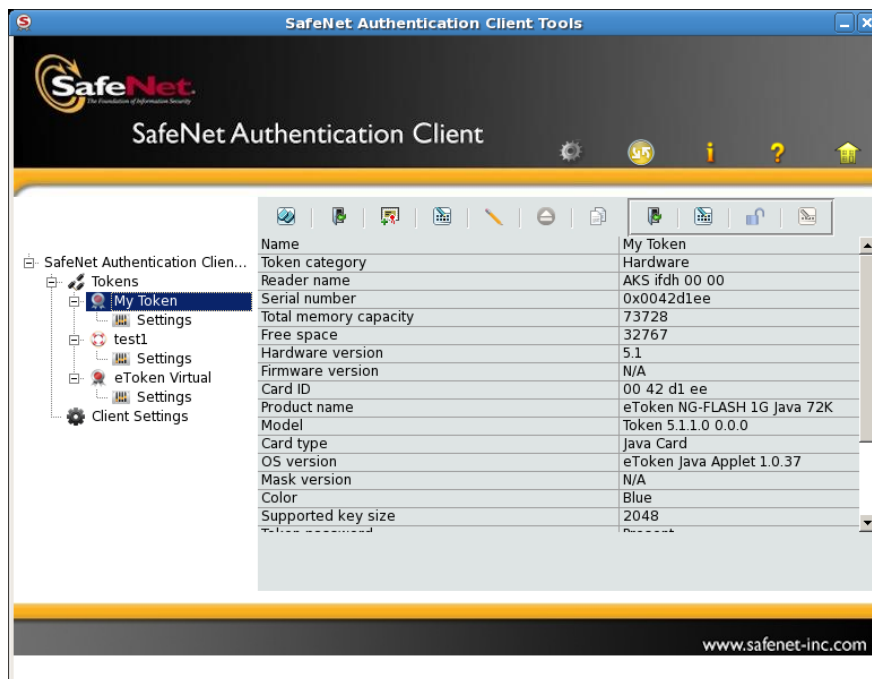 SafeNet Authentication Client Tools
SafeNet.
The Foundation of Information Security
SafeNet Authentication Client
SafeNet Authentication Clien...
Tokens
My Token
Settings
test1
Settings
eToken Virtual
Settings
Client Settings
Name My Token
Token category Hardware
Reader name AKS ifdh 00 00
Serial number 0x0042d1ee
Total memory capacity 73728
Free space 32767
Hardware version 5.1
Firmware version N/A
Card ID 00 42 d1 ee
Product name eToken NG-FLASH 1G Java 72K
Model Token 5.1.1.0 0.0.0
Card type Java Card
OS version eToken Java Applet 1.0.37
Mask version N/A
Color Blue
Supported key size 2048
Token password Present
www.safenet-inc.com